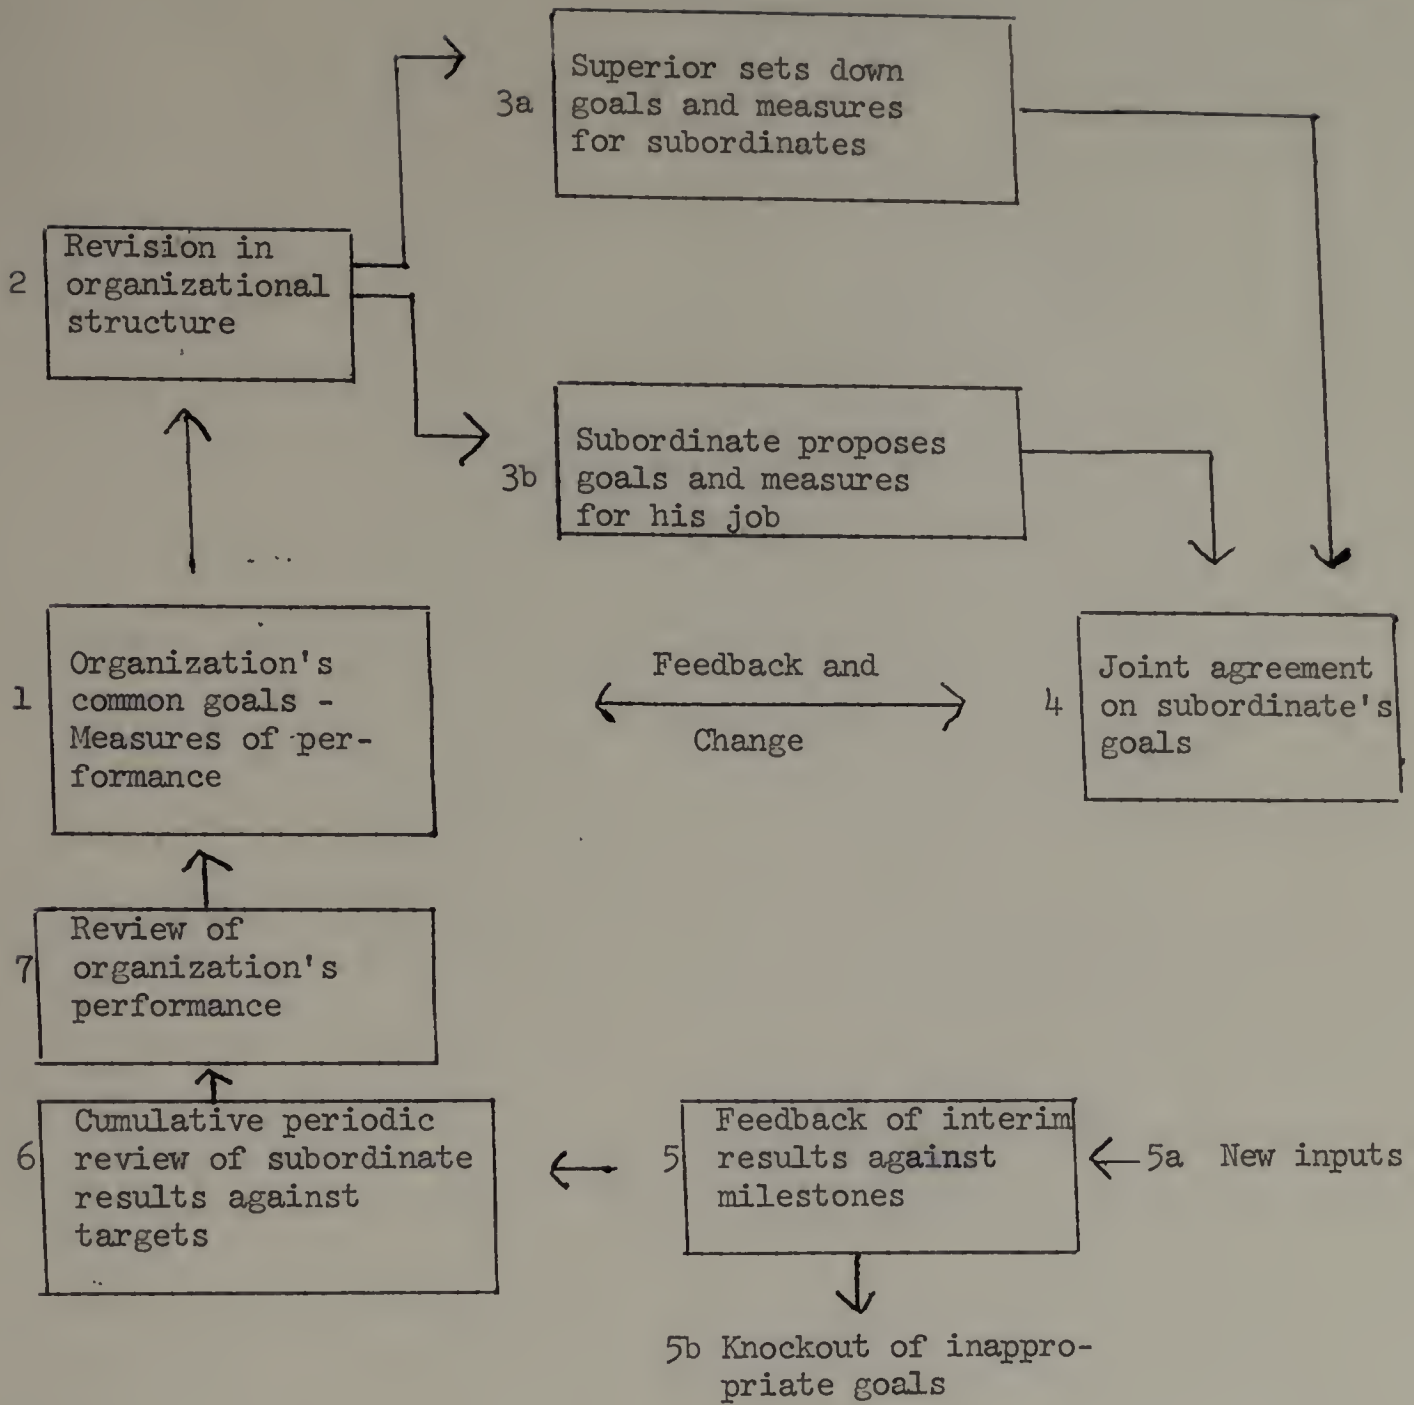 3a
Superior sets down
goals and measures
for subordinates
2
Revision in
organizational
structure
3b
Subordinate proposes
goals and measures
for his job
1
Organization's
common goals -
Measures of per-
formance
Feedback and
Change
4
Joint agreement
on subordinate's
goals
7
Review of
organization's
performance
6
Cumulative periodic
review of subordinate
results against
targets
5
Feedback of interim
results against
milestones
5a New inputs
5b Knockout of inappro-
priate goals